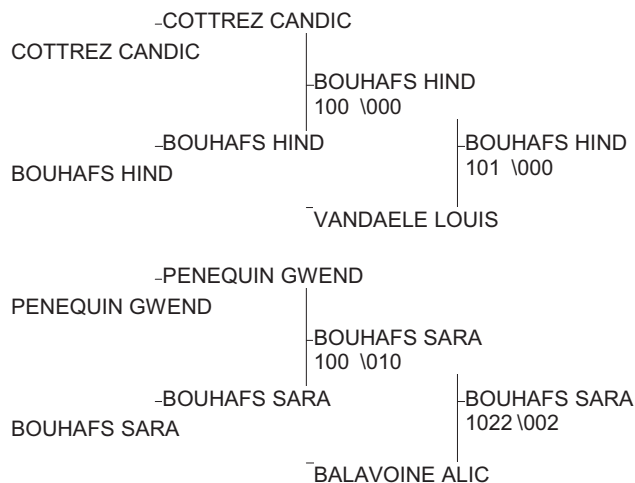 COTTREZ CANDIC
COTTREZ CANDIC
BOUHAFS HIND
100 \000
BOUHAFS HIND
BOUHAFS HIND
101 \000
BOUHAFS HIND
VANDAELE LOUIS
PENEQUIN GWEND
PENEQUIN GWEND
BOUHAFS SARA
100 \010
BOUHAFS SARA
BOUHAFS SARA
1022 \002
BOUHAFS SARA
BALAVOINE ALIC